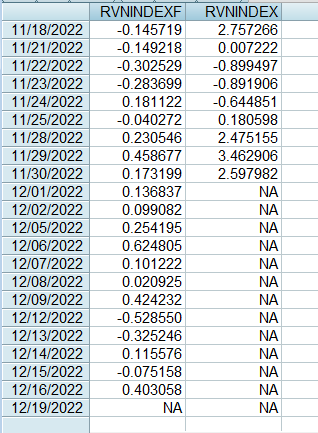 RVNINDEXF RVNINDEX
11/18/2022 -0.145719 2.757266
11/21/2022 -0.149218 0.007222
11/22/2022 -0.302529 -0.899497
11/23/2022 -0.283699 -0.891906
11/24/2022 0.181122 -0.644851
11/25/2022 -0.040272 0.180598
11/28/2022 0.230546 2.475155
11/29/2022 0.458677 3.462906
11/30/2022 0.173199 2.597982
12/01/2022 0.136837 NA
12/02/2022 0.099082 NA
12/05/2022 0.254195 NA
12/06/2022 0.624805 NA
12/07/2022 0.101222 NA
12/08/2022 0.020925 NA
12/09/2022 0.424232 NA
12/12/2022 -0.528550 NA
12/13/2022 -0.325246 NA
12/14/2022 0.115576 NA
12/15/2022 -0.075158 NA
12/16/2022 0.403058 NA
12/19/2022 NA NA